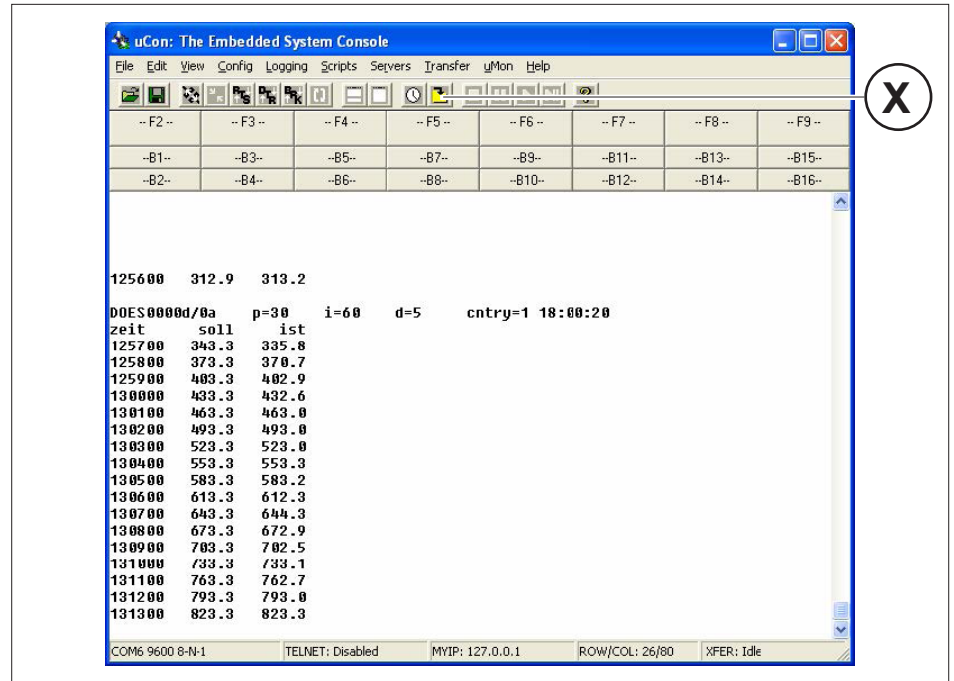 uCon: The Embedded System Console
File Edit View Config Logging Scripts Servers Transfer uMon Help
RTS DTR BRK
X
-- F2 -- -- F3 -- -- F4 -- -- F5 -- -- F6 -- -- F7 -- -- F8 -- -- F9 --
--B1-- --B3-- --B5-- --B7-- --B9-- --B11-- --B13-- --B15--
--B2-- --B4-- --B6-- --B8-- --B10-- --B12-- --B14-- --B16--
125600 312.9 313.2
DOES0000d/0a p=30 i=60 d=5 cntry=1 18:00:20
zeit soll ist
125700 343.3 335.8
125800 373.3 370.7
125900 403.3 402.9
130000 433.3 432.6
130100 463.3 463.0
130200 493.3 493.0
130300 523.3 523.0
130400 553.3 553.3
130500 583.3 583.2
130600 613.3 612.3
130700 643.3 644.3
130800 673.3 672.9
130900 703.3 702.5
131000 733.3 733.1
131100 763.3 762.7
131200 793.3 793.0
131300 823.3 823.3
COM6 9600 8-N-1 TELNET: Disabled MYIP: 127.0.0.1 ROW/COL: 26/80 XFER: Idle